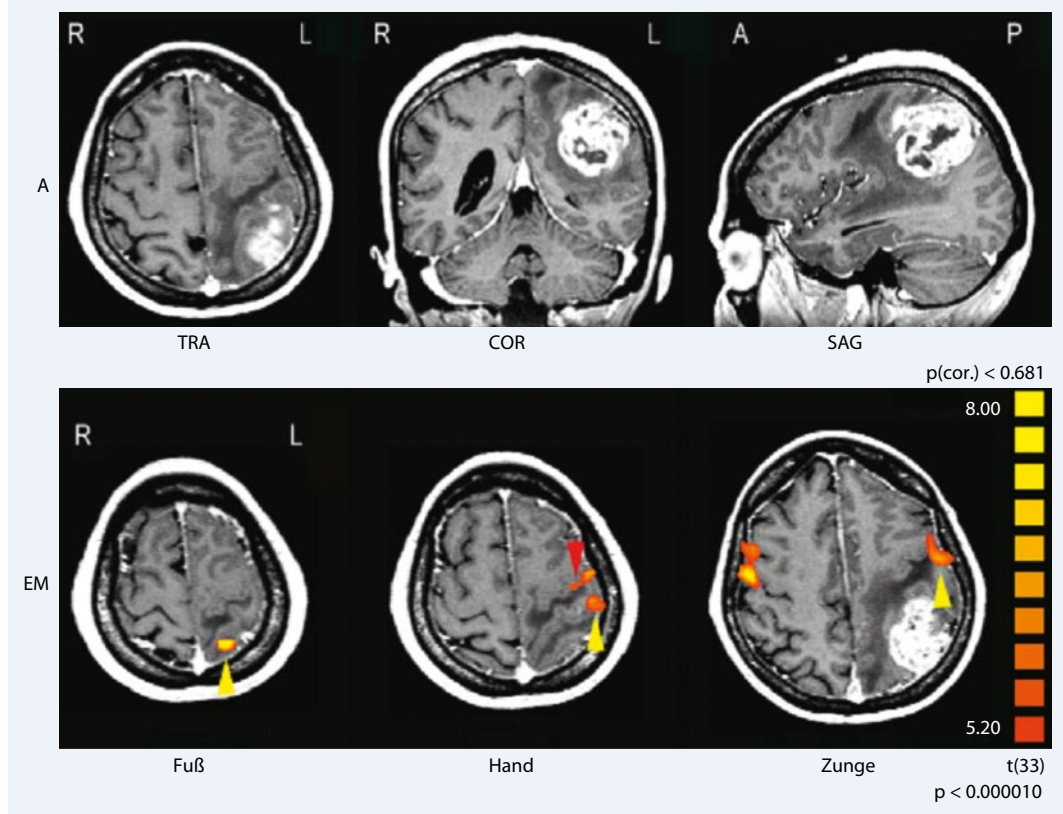 R L R L A P
A
TRA COR SAG
p(cor.) < 0.681
8.00
R L
EM
5.20
Fuß Hand Zunge t(33)
p < 0.000010